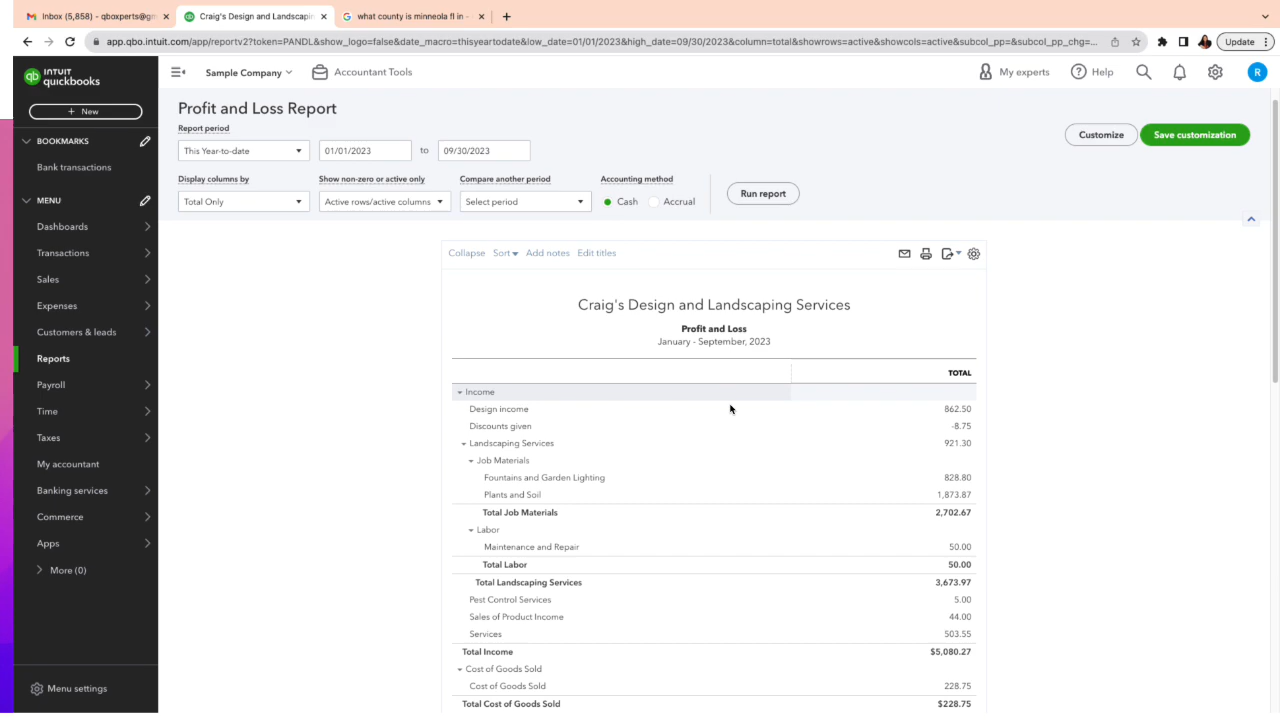 Inbox (5,858) - qboxperts@gm
Craig's Design and Landscapin
what county is minneola fl in -
app.qbo.intuit.com/app/reportv2?token=PANDL&show_logo=false&date_macro=thisyeartodate&low_date=01/01/2023&high_date=09/30/2023&column=total&showrows=active&showcols=active&subcol_pp=&subcol_pp_chg=...
Update
INTUIT
quickbooks
Sample Company
Accountant Tools
My experts
Help
R
+ New
BOOKMARKS
Bank transactions
MENU
Dashboards
Transactions
Sales
Expenses
Customers & leads
Reports
Payroll
Time
Taxes
My accountant
Banking services
Commerce
Apps
More (0)
Menu settings
Profit and Loss Report
Report period
This Year-to-date 01/01/2023 to 09/30/2023
Customize Save customization
Display columns by Show non-zero or active only Compare another period Accounting method
Total Only Active rows/active columns Select period Cash Accrual Run report
Collapse Sort Add notes Edit titles
Craig's Design and Landscaping Services
Profit and Loss
January - September, 2023
TOTAL
Income
Design income 862.50
Discounts given -8.75
Landscaping Services 921.30
Job Materials
Fountains and Garden Lighting 828.80
Plants and Soil 1,873.87
Total Job Materials 2,702.67
Labor
Maintenance and Repair 50.00
Total Labor 50.00
Total Landscaping Services 3,673.97
Pest Control Services 5.00
Sales of Product Income 44.00
Services 503.55
Total Income $5,080.27
Cost of Goods Sold
Cost of Goods Sold 228.75
Total Cost of Goods Sold $228.75